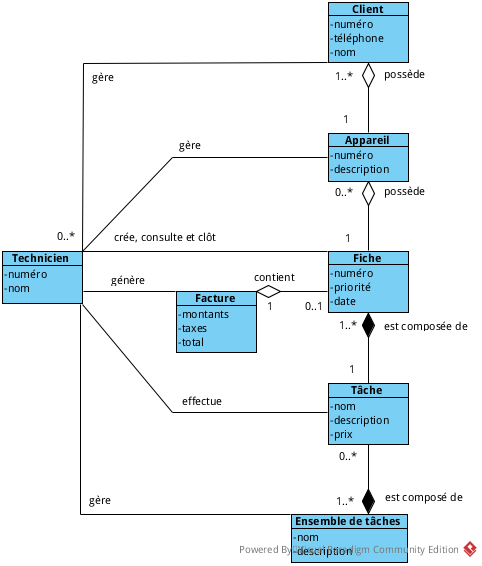 Client
-numéro
-téléphone
-nom
1..* possède
gère
1
Appareil
-numéro
-description
gère
0..* possède
0..*
crée, consulte et clôt
1
Technicien
-numéro
-nom
Fiche
-numéro
-priorité
-date
génère
contient
1
0..1
Facture
-montants
-taxes
-total
1..* est composée de
1
Tâche
-nom
-description
-prix
effectue
0..*
gère
1..* est composé de
Ensemble de tâches
-nom
-description
Powered By Visual Paradigm Community Edition